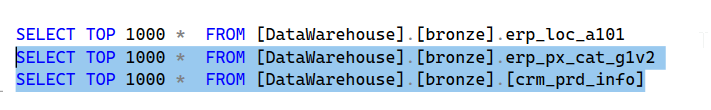 SELECT TOP 1000 *  FROM [DataWarehouse].[bronze].erp_loc_a101
SELECT TOP 1000 *  FROM [DataWarehouse].[bronze].erp_px_cat_g1v2
SELECT TOP 1000 *  FROM [DataWarehouse].[bronze].[crm_prd_info]